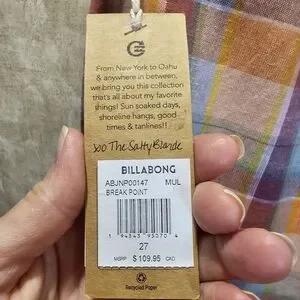 From New York to Oahu
& anywhere in between,
we bring you this collection
that's all about my favorite
things! Sun soaked days,
shoreline hangs, good
times & tanlines!!
xoo The Salty Blonde
BILLABONG
ABJNP00147 MUL
BREAK POINT
27
MSRP $ 109.95 CAD
Recycled Paper